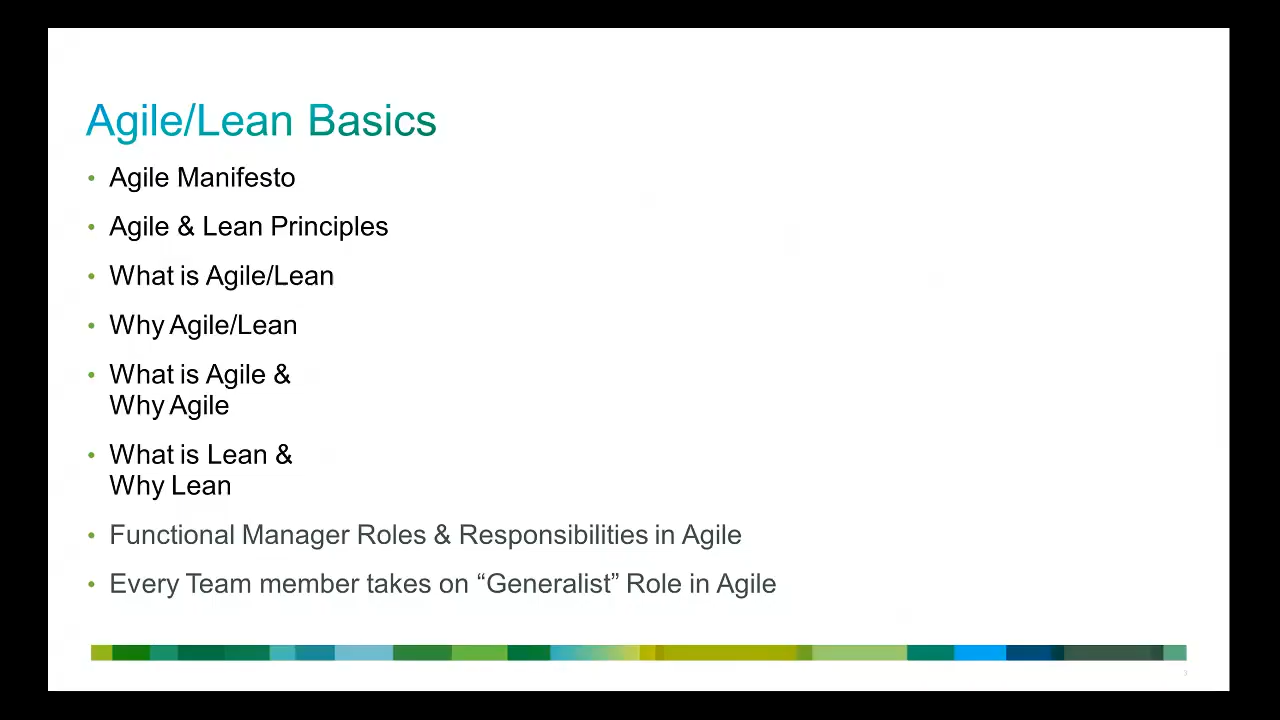 Agile/Lean Basics
• Agile Manifesto
• Agile & Lean Principles
• What is Agile/Lean
• Why Agile/Lean
• What is Agile &
Why Agile
• What is Lean &
Why Lean
• Functional Manager Roles & Responsibilities in Agile
• Every Team member takes on “Generalist” Role in Agile